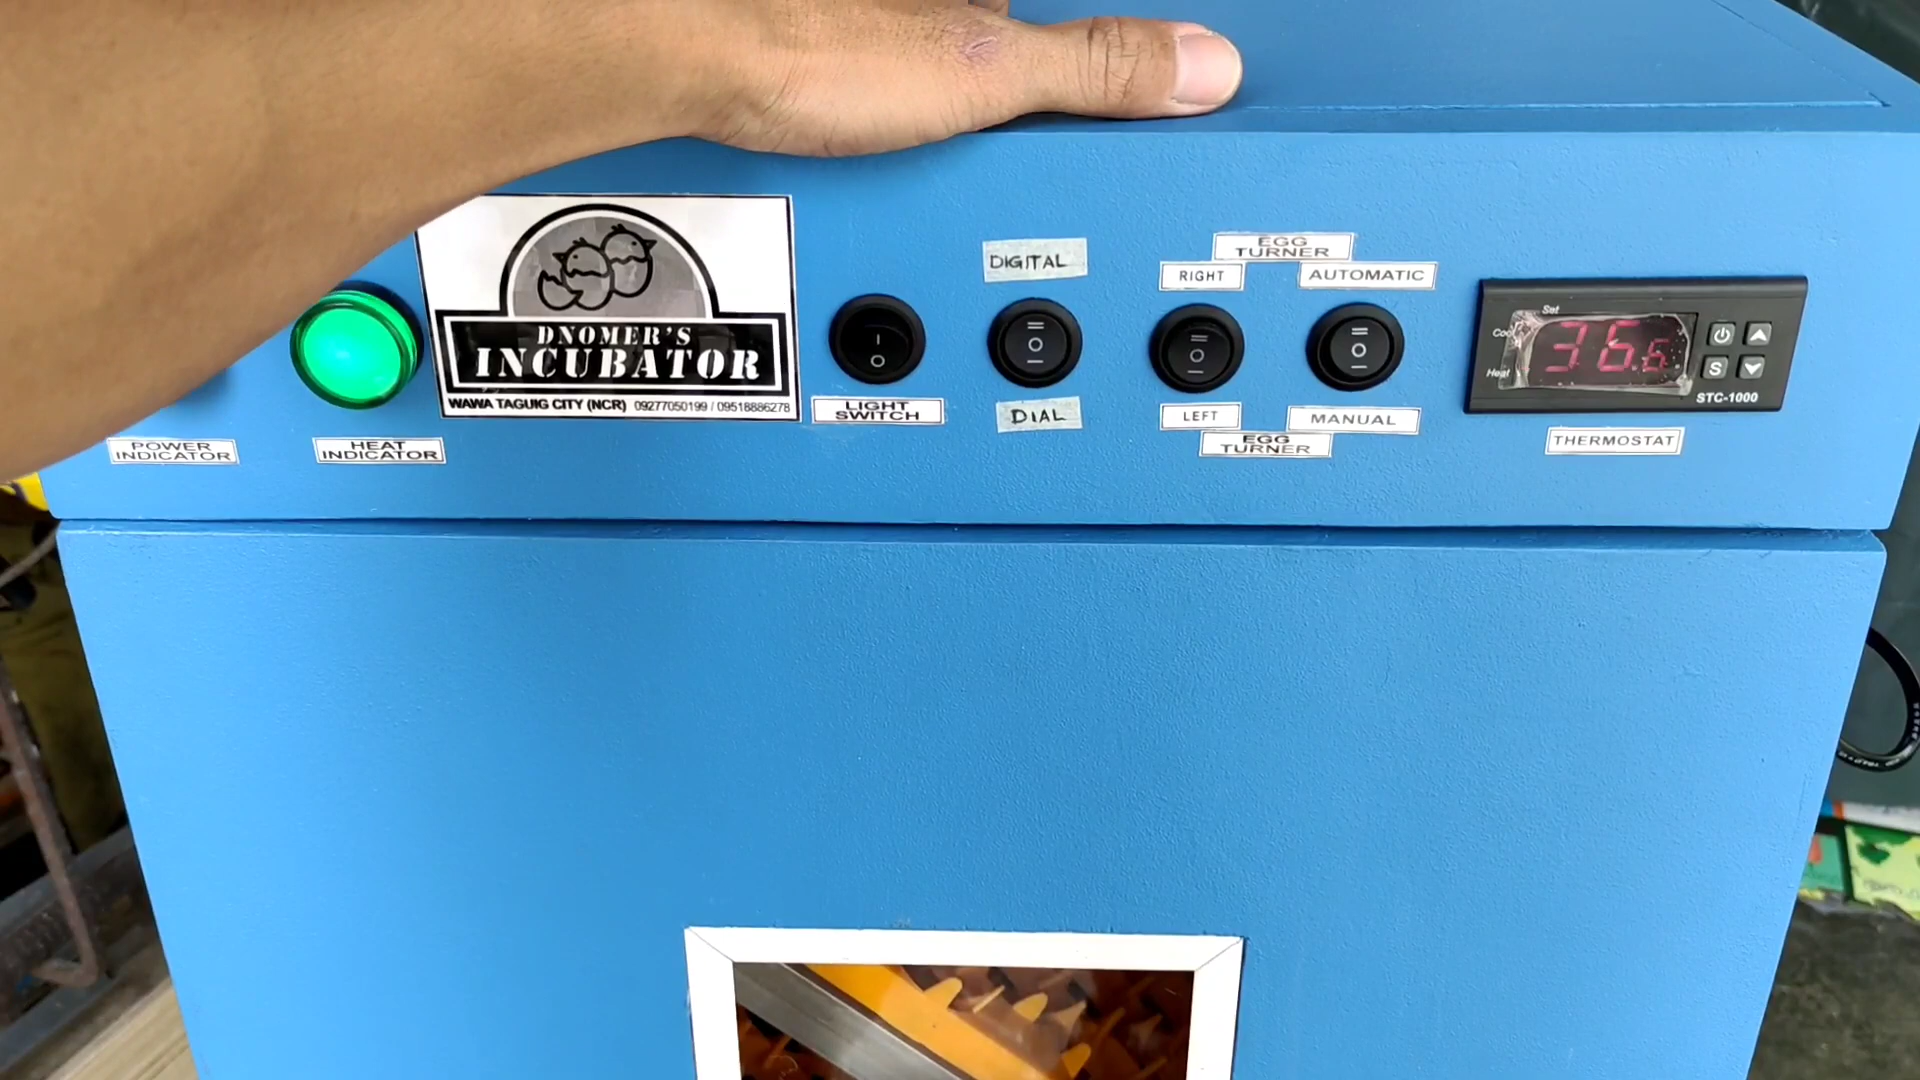 POWER
INDICATOR
HEAT
INDICATOR
DNOMER'S
INCUBATOR
WAWA TAGUIG CITY (NCR) 09277050199 / 09518886278
LIGHT
SWITCH
DIGITAL
DIAL
EGG
TURNER
RIGHT
AUTOMATIC
LEFT
MANUAL
EGG
TURNER
Set
Cool
Heat
36.6
S
STC-1000
THERMOSTAT